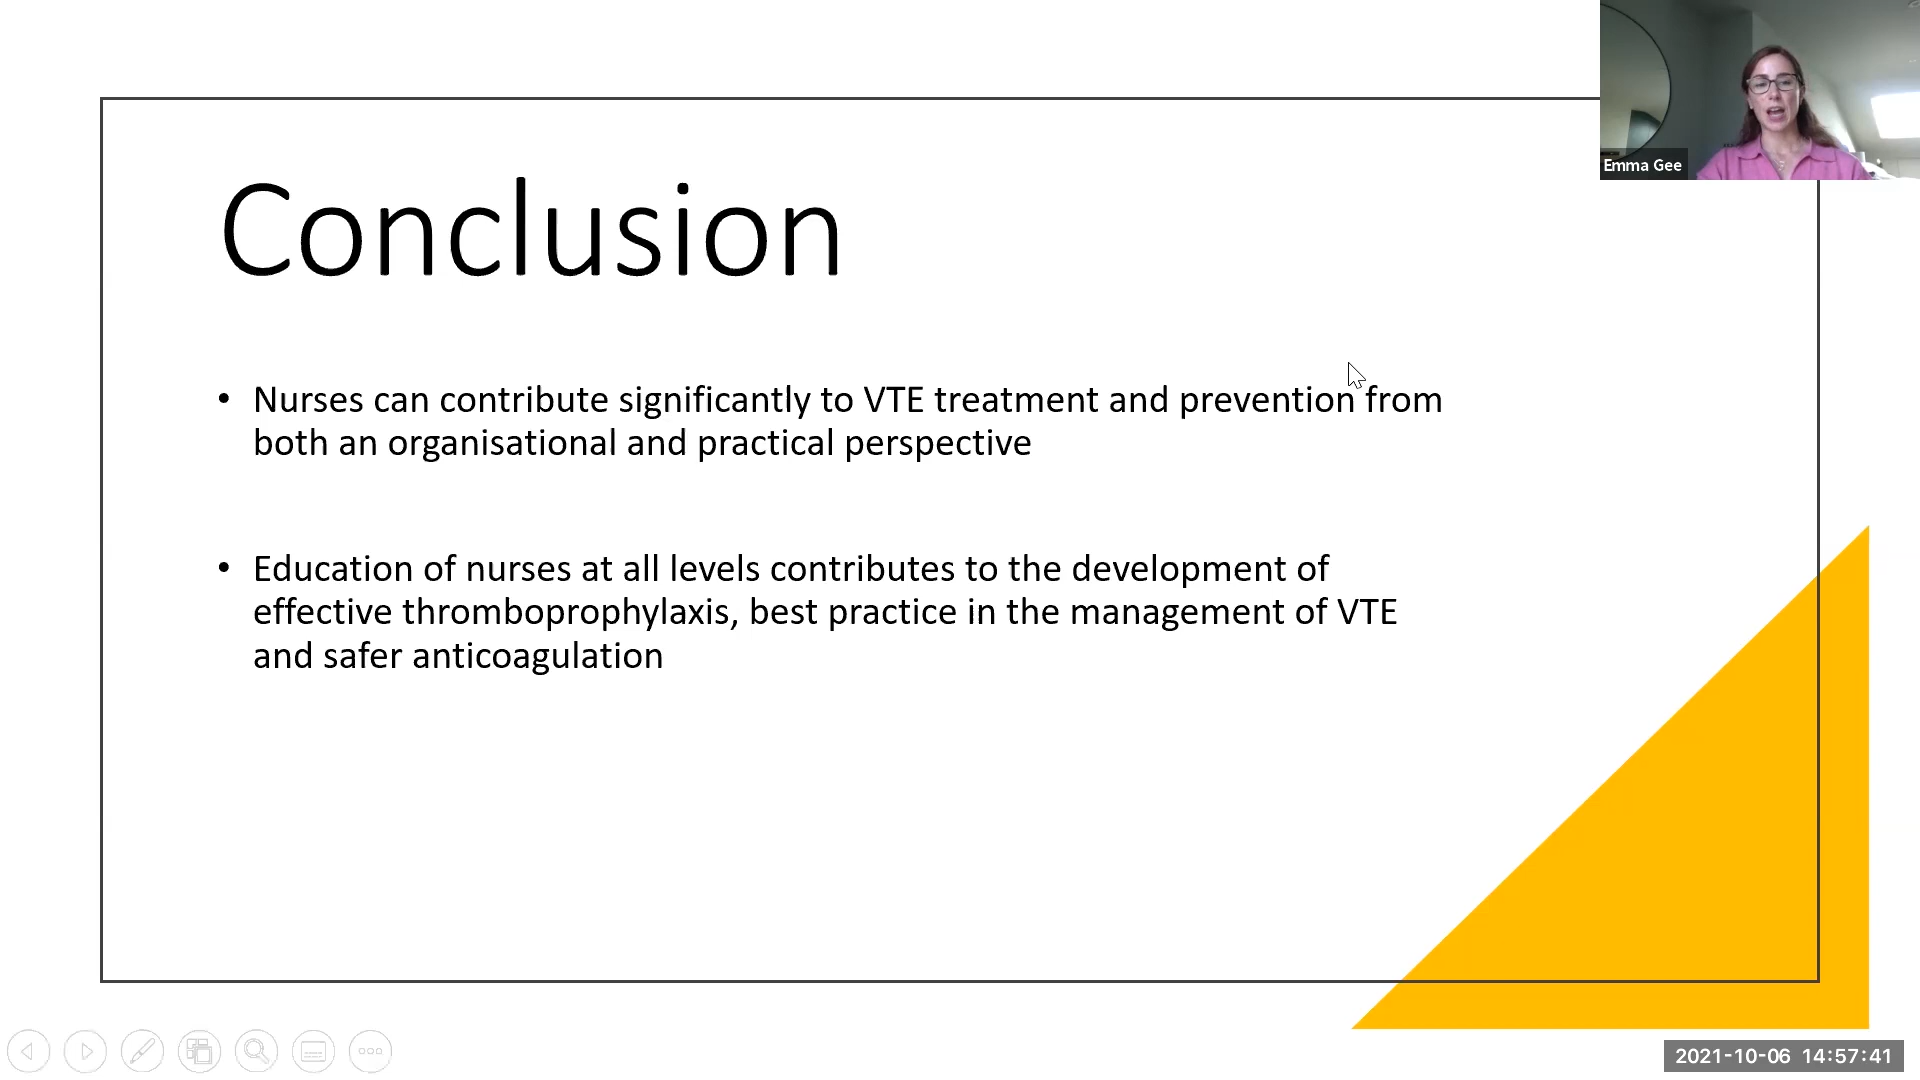 Emma Gee
Conclusion
• Nurses can contribute significantly to VTE treatment and prevention from
both an organisational and practical perspective
• Education of nurses at all levels contributes to the development of
effective thromboprophylaxis, best practice in the management of VTE
and safer anticoagulation
2021-10-06 14:57:41